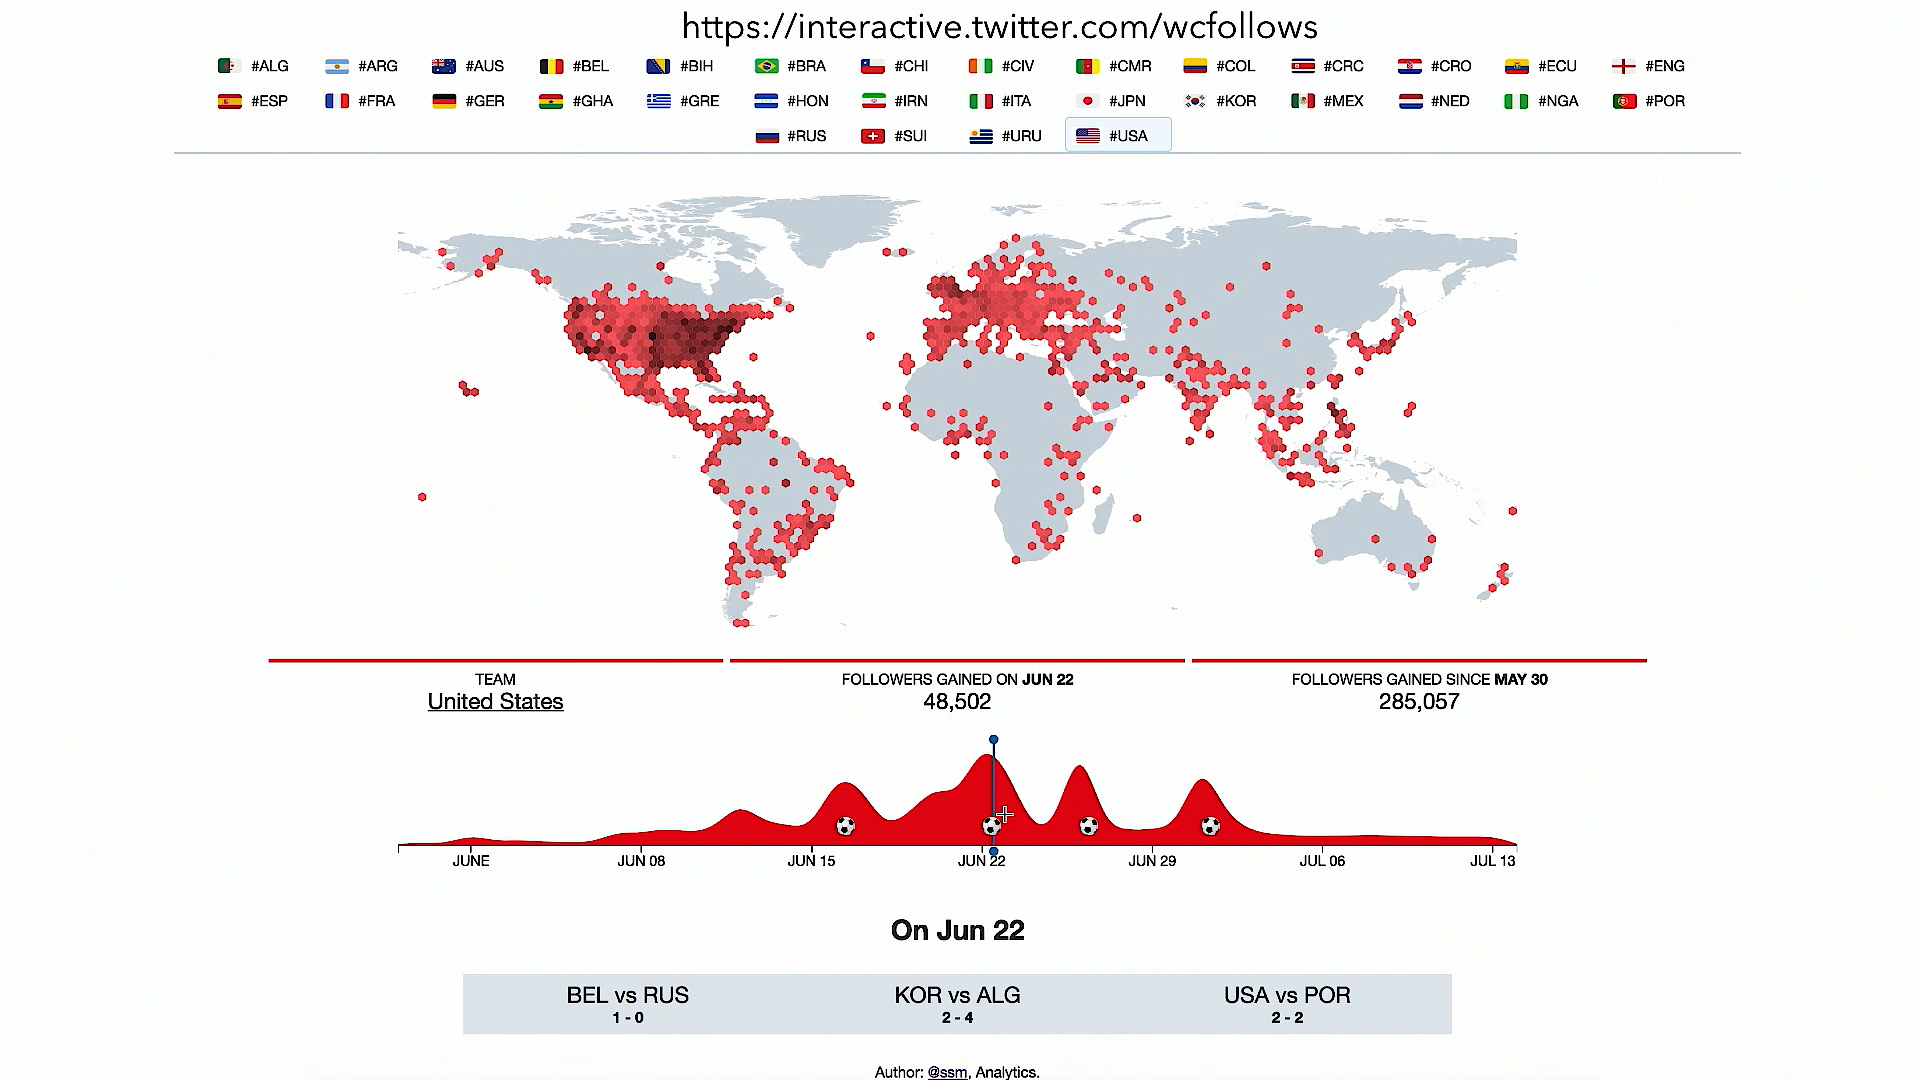 https://interactive.twitter.com/wcfollows
#ALG #ARG #AUS #BEL #BIH #BRA #CHI #CIV #CMR #COL #CRC #CRO #ECU #ENG
#ESP #FRA #GER #GHA #GRE #HON #IRN #ITA #JPN #KOR #MEX #NED #NGA #POR
#RUS #SUI #URU #USA
TEAM FOLLOWERS GAINED ON JUN 22 FOLLOWERS GAINED SINCE MAY 30
United States 48,502 285,057
JUNE JUN 08 JUN 15 JUN 22 JUN 29 JUL 06 JUL 13
On Jun 22
BEL vs RUS KOR vs ALG USA vs POR
1 - 0 2 - 4 2 - 2
Author: @ssm, Analytics.